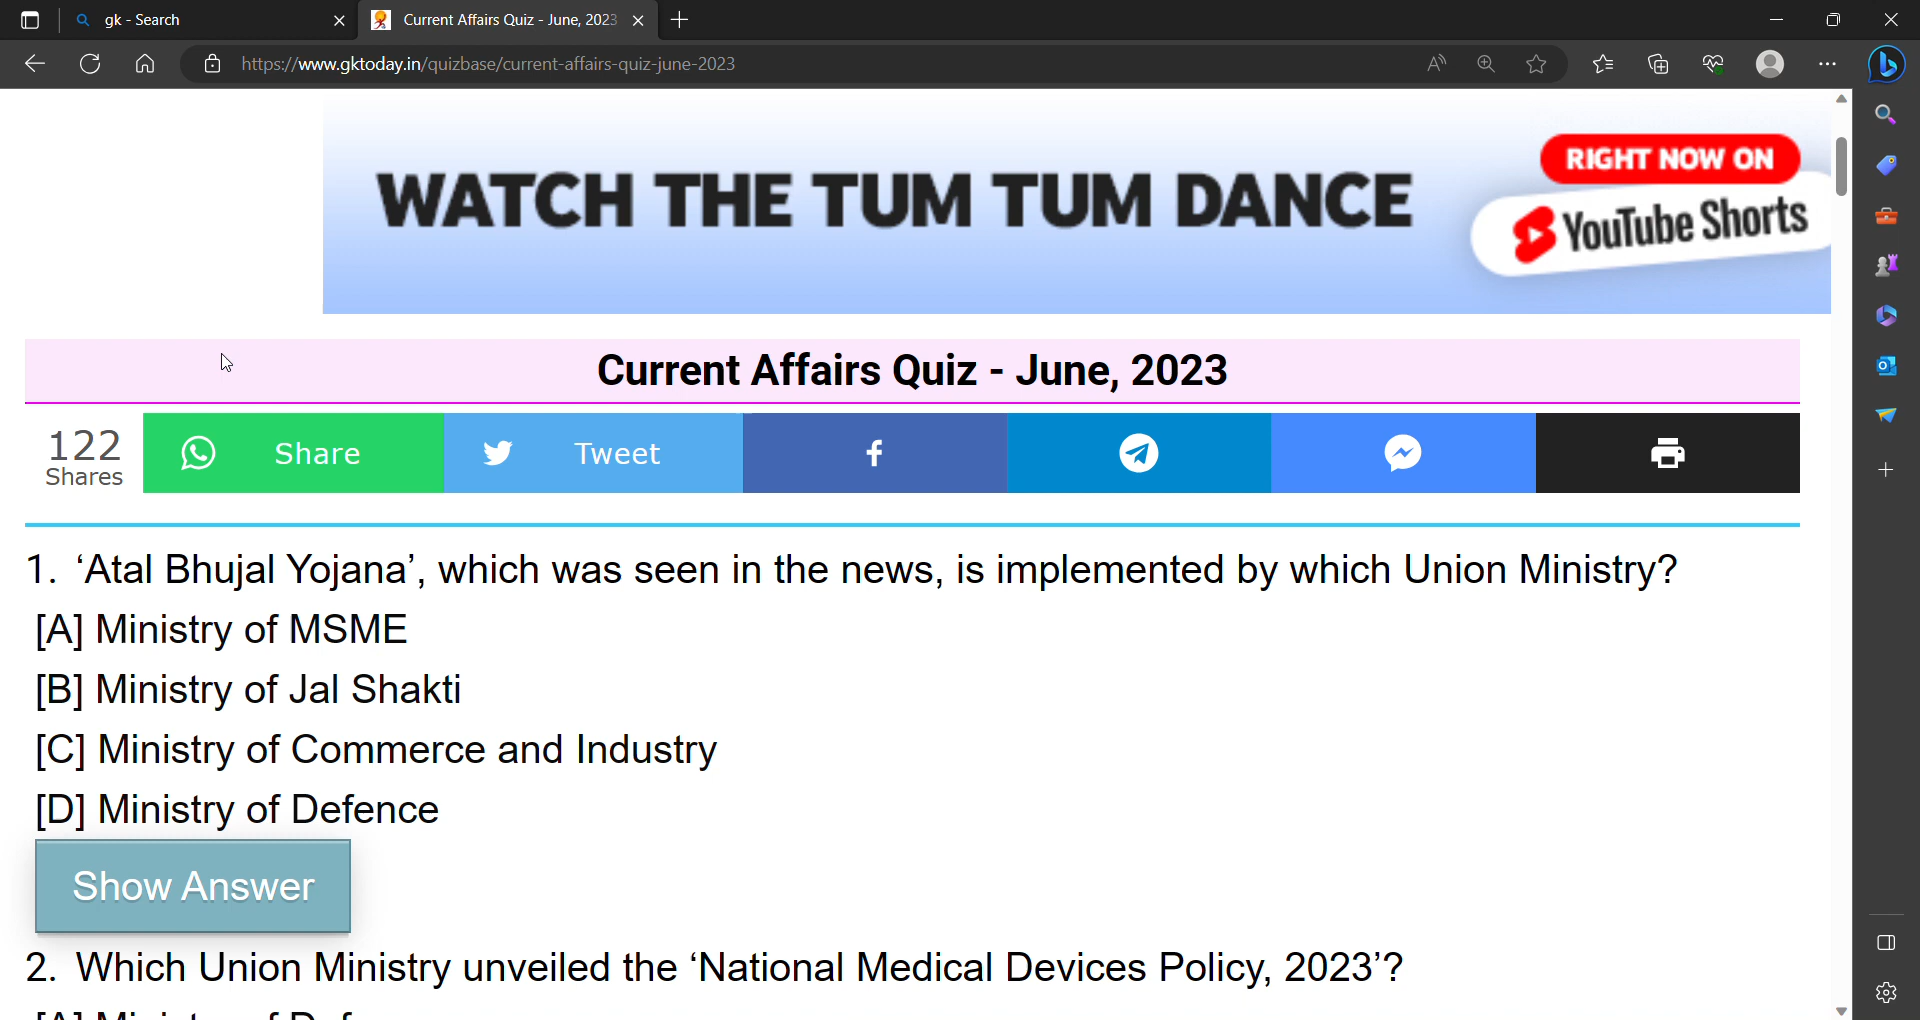 gk - Search
Current Affairs Quiz - June, 2023
https://www.gktoday.in/quizbase/current-affairs-quiz-june-2023
WATCH THE TUM TUM DANCE
RIGHT NOW ON
YouTube Shorts
Current Affairs Quiz - June, 2023
122
Shares
Share
Tweet
1. ‘Atal Bhujal Yojana’, which was seen in the news, is implemented by which Union Ministry?
[A] Ministry of MSME
[B] Ministry of Jal Shakti
[C] Ministry of Commerce and Industry
[D] Ministry of Defence
Show Answer
2. Which Union Ministry unveiled the ‘National Medical Devices Policy, 2023’?